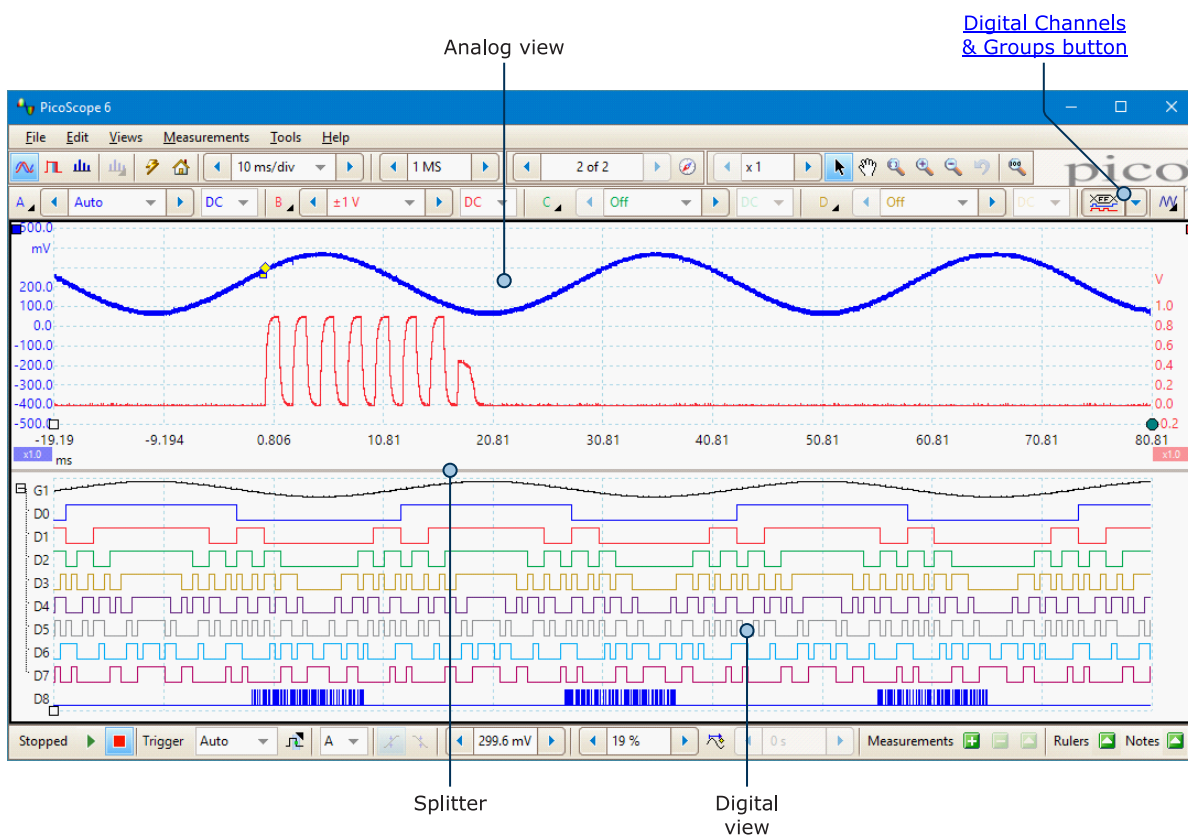 Digital Channels
& Groups button
Analog view
PicoScope 6
File Edit Views Measurements Tools Help
10 ms/div 1 MS 2 of 2 x 1 pico
A Auto DC B ±1 V DC C Off DC D Off DC
500.0
mV
200.0
100.0
0.0
-100.0
-200.0
-300.0
-400.0
-500.0
V
1.0
0.8
0.6
0.4
0.2
0.0
-0.2
-19.19 -9.194 0.806 10.81 20.81 30.81 40.81 50.81 60.81 70.81 80.81
x1.0 ms x1.0
G1
D0
D1
D2
D3
D4
D5
D6
D7
D8
Stopped Trigger Auto A 299.6 mV 19 % 0 s Measurements Rulers Notes
Splitter
Digital
view